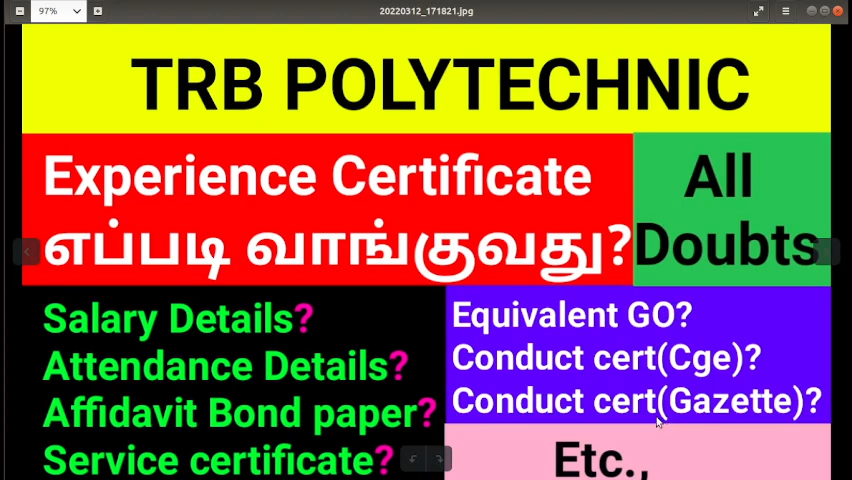 97%
20220312_171821.jpg
TRB POLYTECHNIC
Experience Certificate
எப்படி வாங்குவது?
All
Doubts
Salary Details?
Attendance Details?
Affidavit Bond paper?
Service certificate?
Equivalent GO?
Conduct cert(Cge)?
Conduct cert(Gazette)?
Etc.,